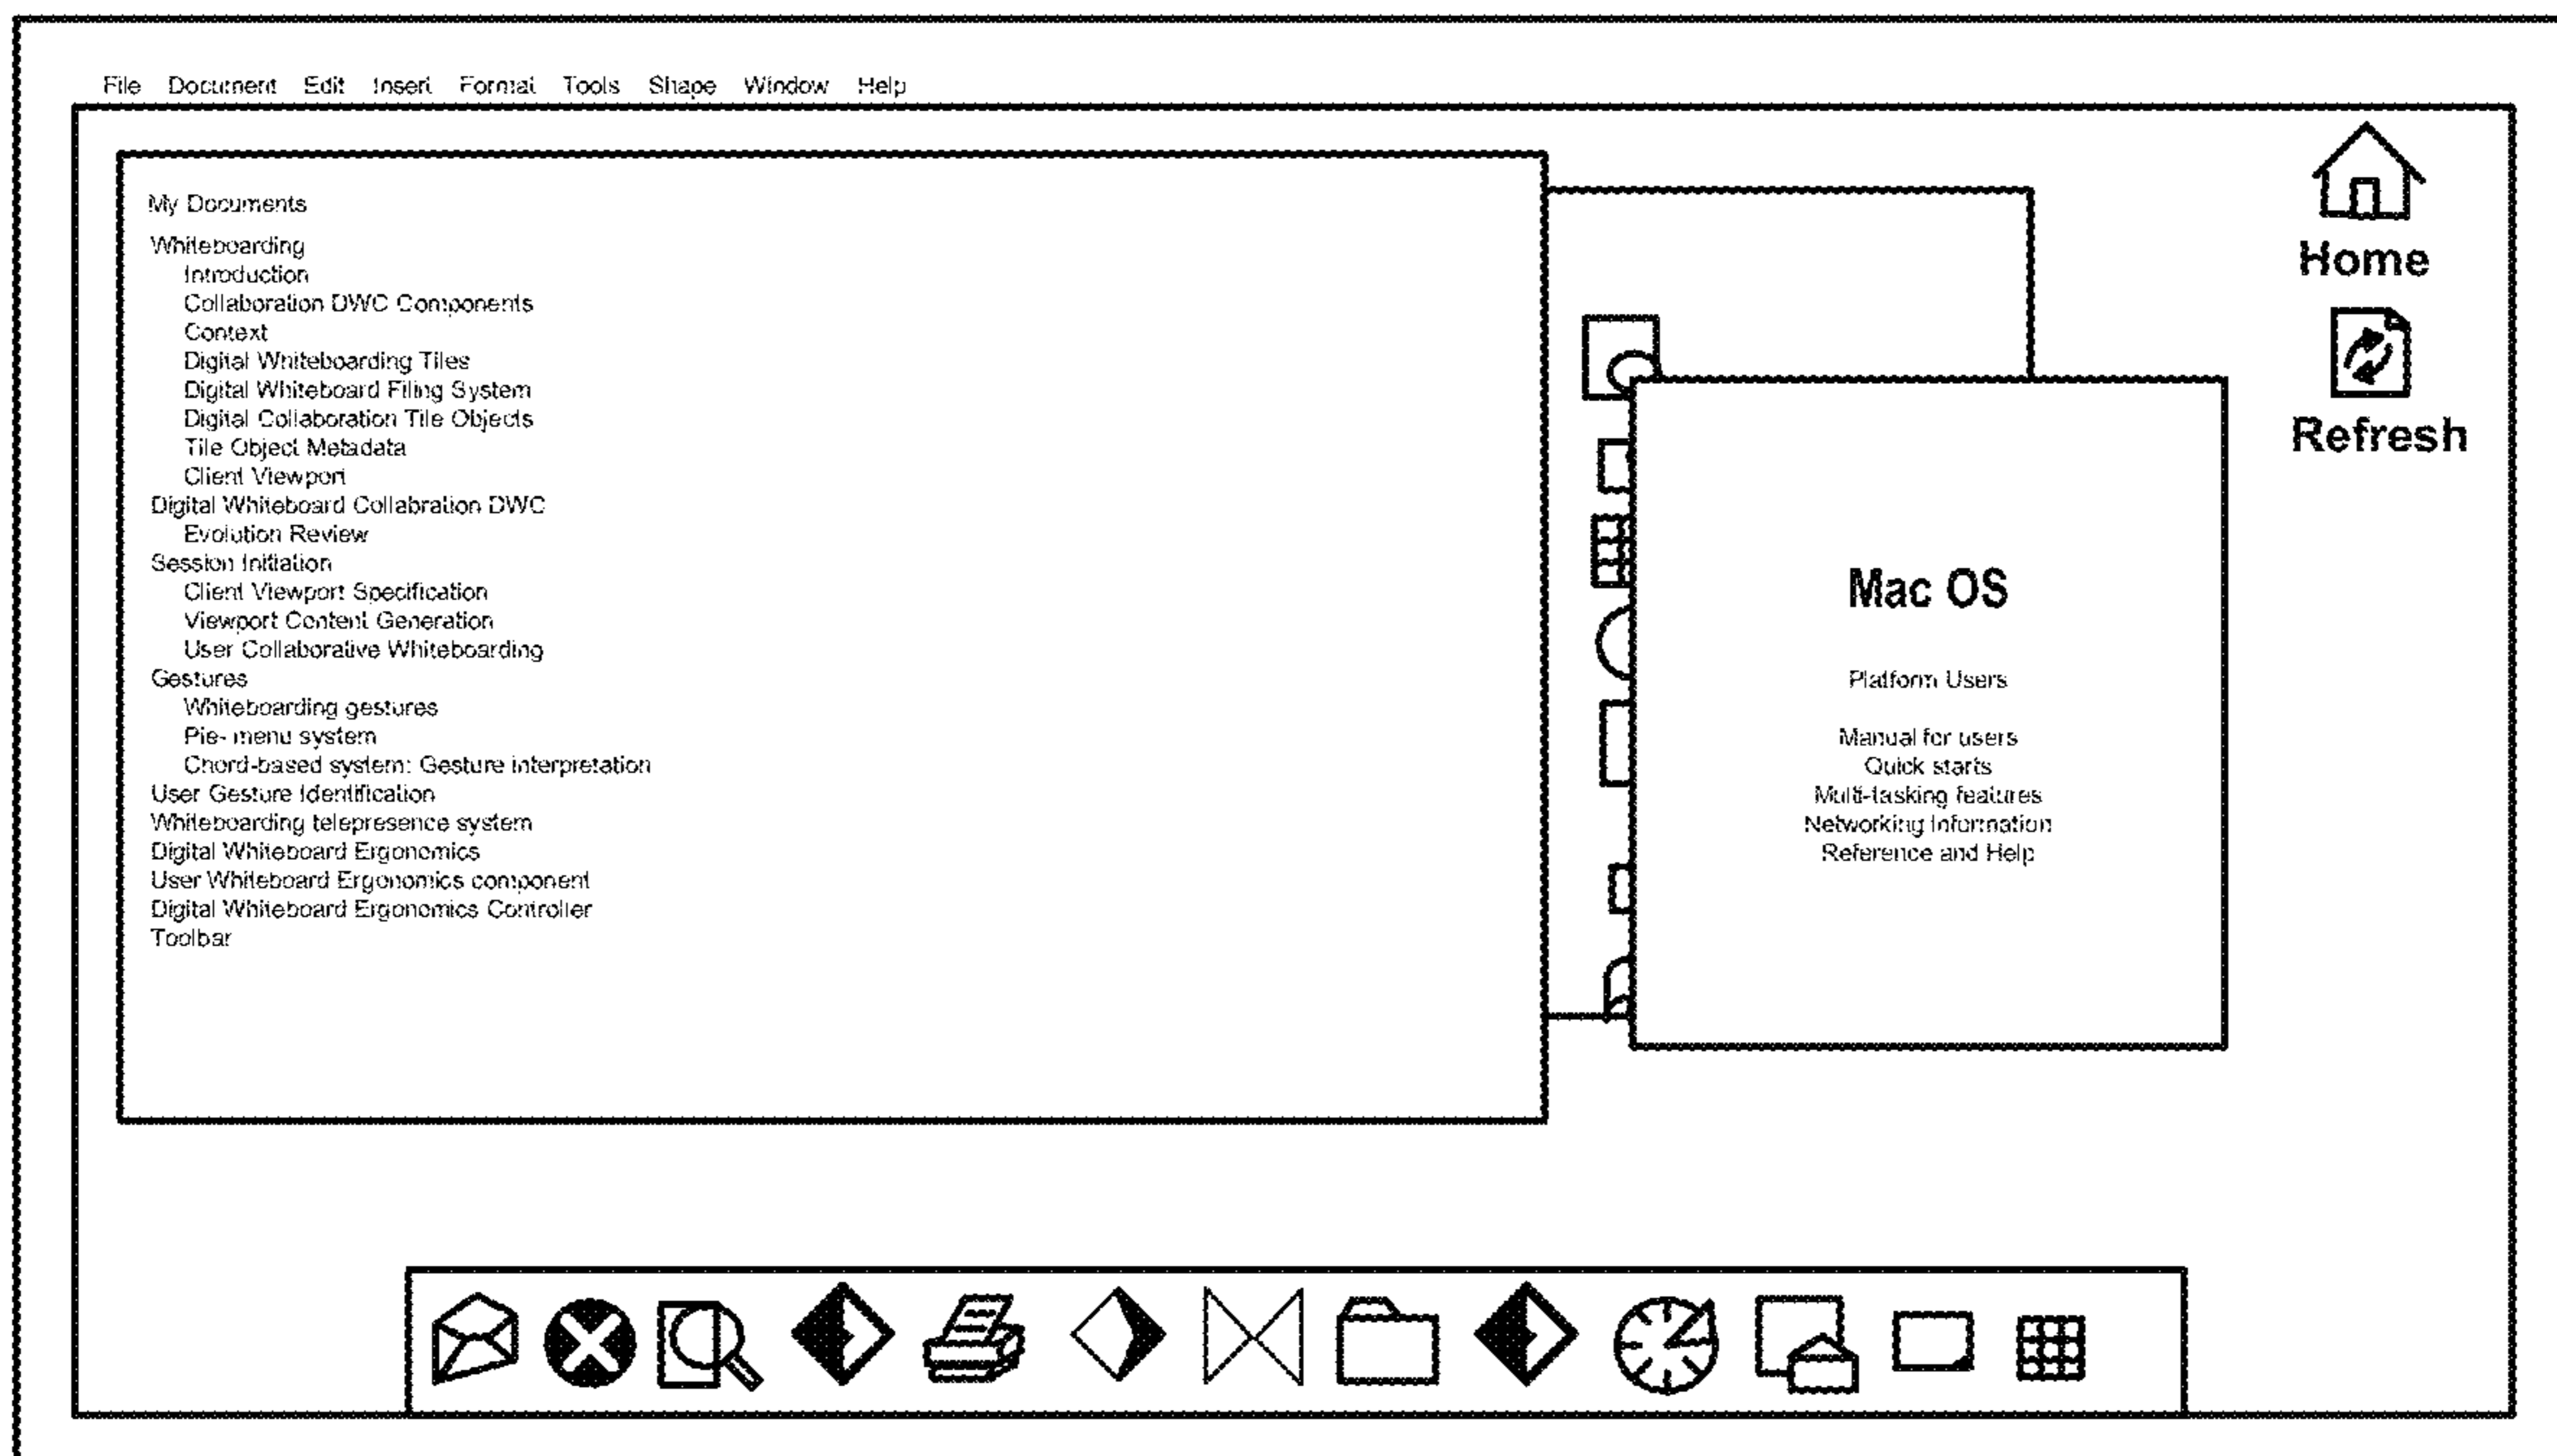 File Document Edit Insert Format Tools Shape Window Help
My Documents
Whiteboarding
Introduction
Collaboration DWC Components
Context
Digital Whiteboarding Tiles
Digital Whiteboard Filing System
Digital Collaboration Tile Objects
Tile Object Metadata
Client Viewport
Digital Whiteboard Collabration DWC
Evolution Review
Session Initiation
Client Viewport Specification
Viewport Content Generation
User Collaborative Whiteboarding
Gestures
Whiteboarding gestures
Pie- menu system
Chord-based system: Gesture interpretation
User Gesture Identification
Whiteboarding telepresence system
Digital Whiteboard Ergonomics
User Whiteboard Ergonomics component
Digital Whiteboard Ergonomics Controller
Toolbar
Mac OS
Platform Users
Manual for users
Quick starts
Multi-tasking features
Networking Information
Reference and Help
Home
Refresh